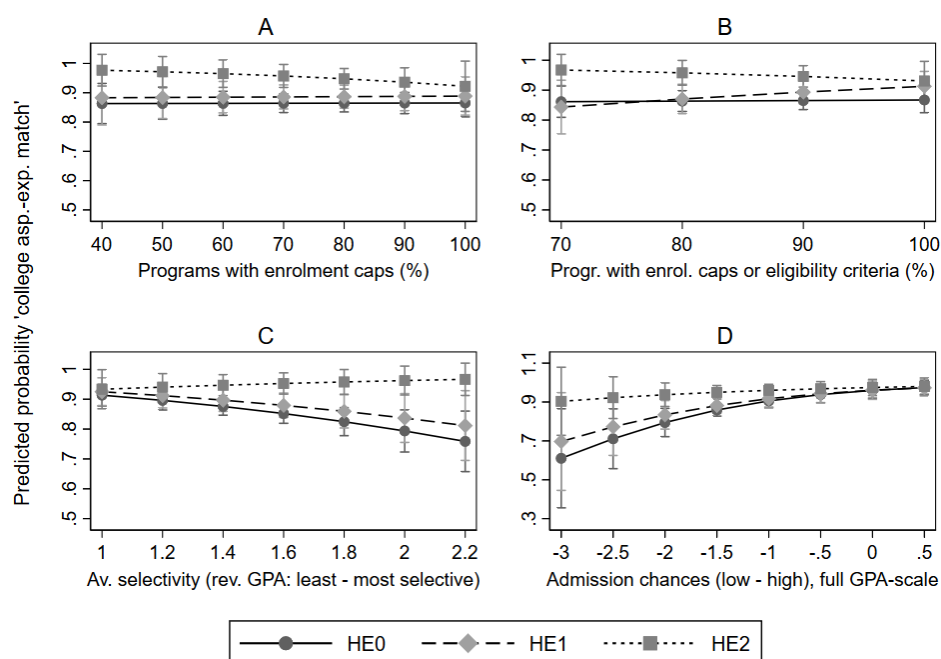 Predicted probability 'college asp.-exp. match'
A
1
.9
.8
.7
.6
.5
40 50 60 70 80 90 100
Programs with enrolment caps (%)
B
1
.9
.8
.7
.6
.5
70 80 90 100
Progr. with enrol. caps or eligibility criteria (%)
C
1
.9
.8
.7
.6
.5
1 1.2 1.4 1.6 1.8 2 2.2
Av. selectivity (rev. GPA: least - most selective)
D
1.1
.9
.7
.5
.3
-3 -2.5 -2 -1.5 -1 -.5 0 .5
Admission chances (low - high), full GPA-scale
HE0 HE1 HE2